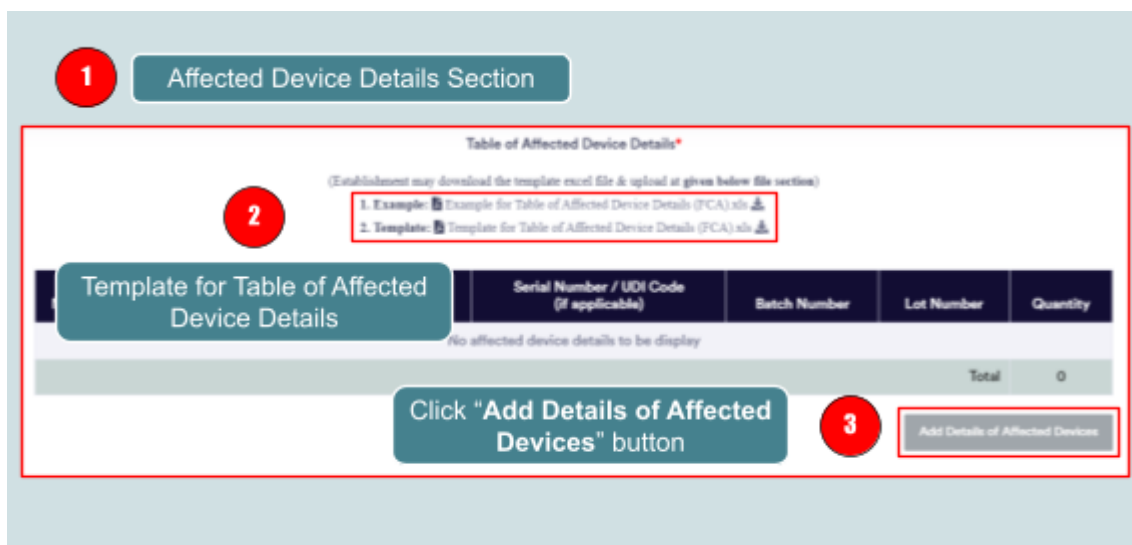 1
Affected Device Details Section
Table of Affected Device Details*
(Establishment may download the template excel file & upload at given below file section)
1. Example: Example for Table of Affected Device Details (FCA).xls
2. Template: Template for Table of Affected Device Details (FCA).xls
2
Template for Table of Affected
Device Details
Serial Number / UDI Code
(if applicable)
Batch Number
Lot Number
Quantity
No affected device details to be display
Total 0
Click “Add Details of Affected
Devices” button
3
Add Details of Affected Devices